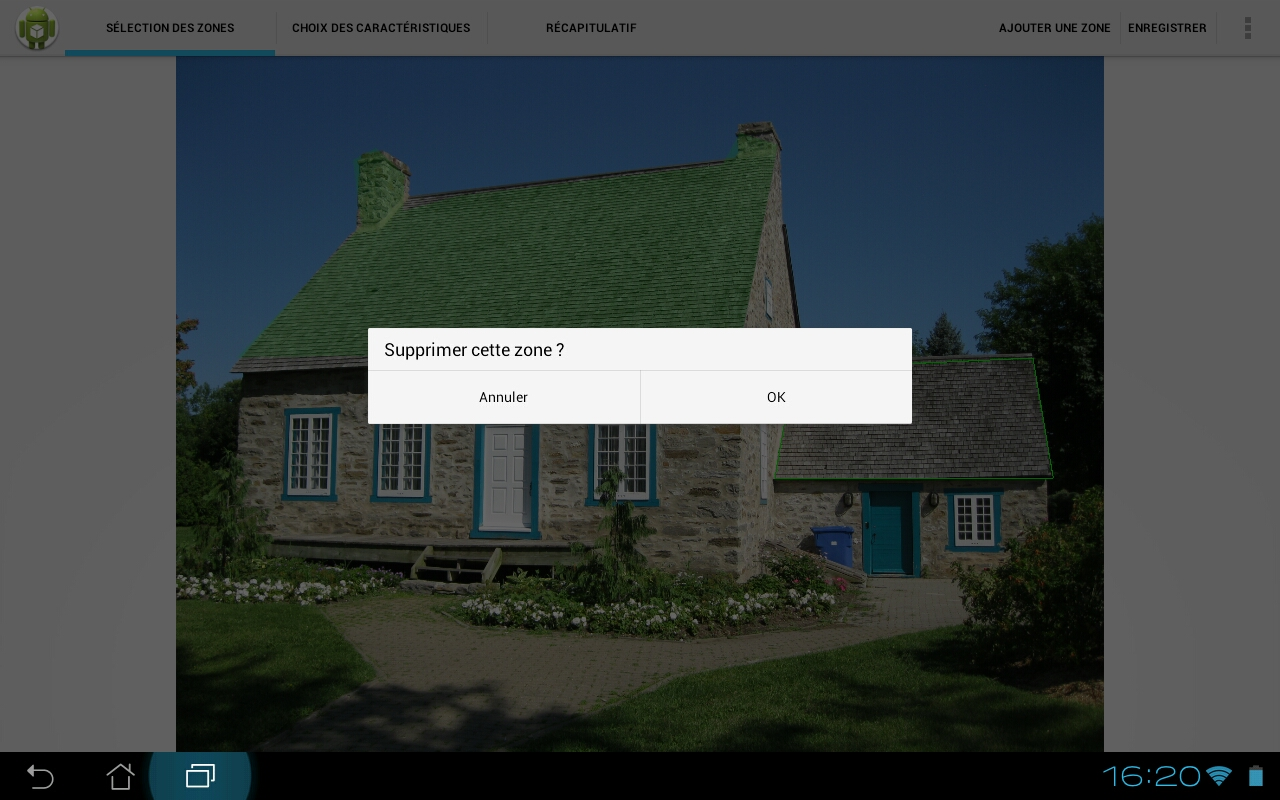 SÉLECTION DES ZONES
CHOIX DES CARACTÉRISTIQUES
RÉCAPITULATIF
AJOUTER UNE ZONE
ENREGISTRER
Supprimer cette zone ?
Annuler
OK
16:20